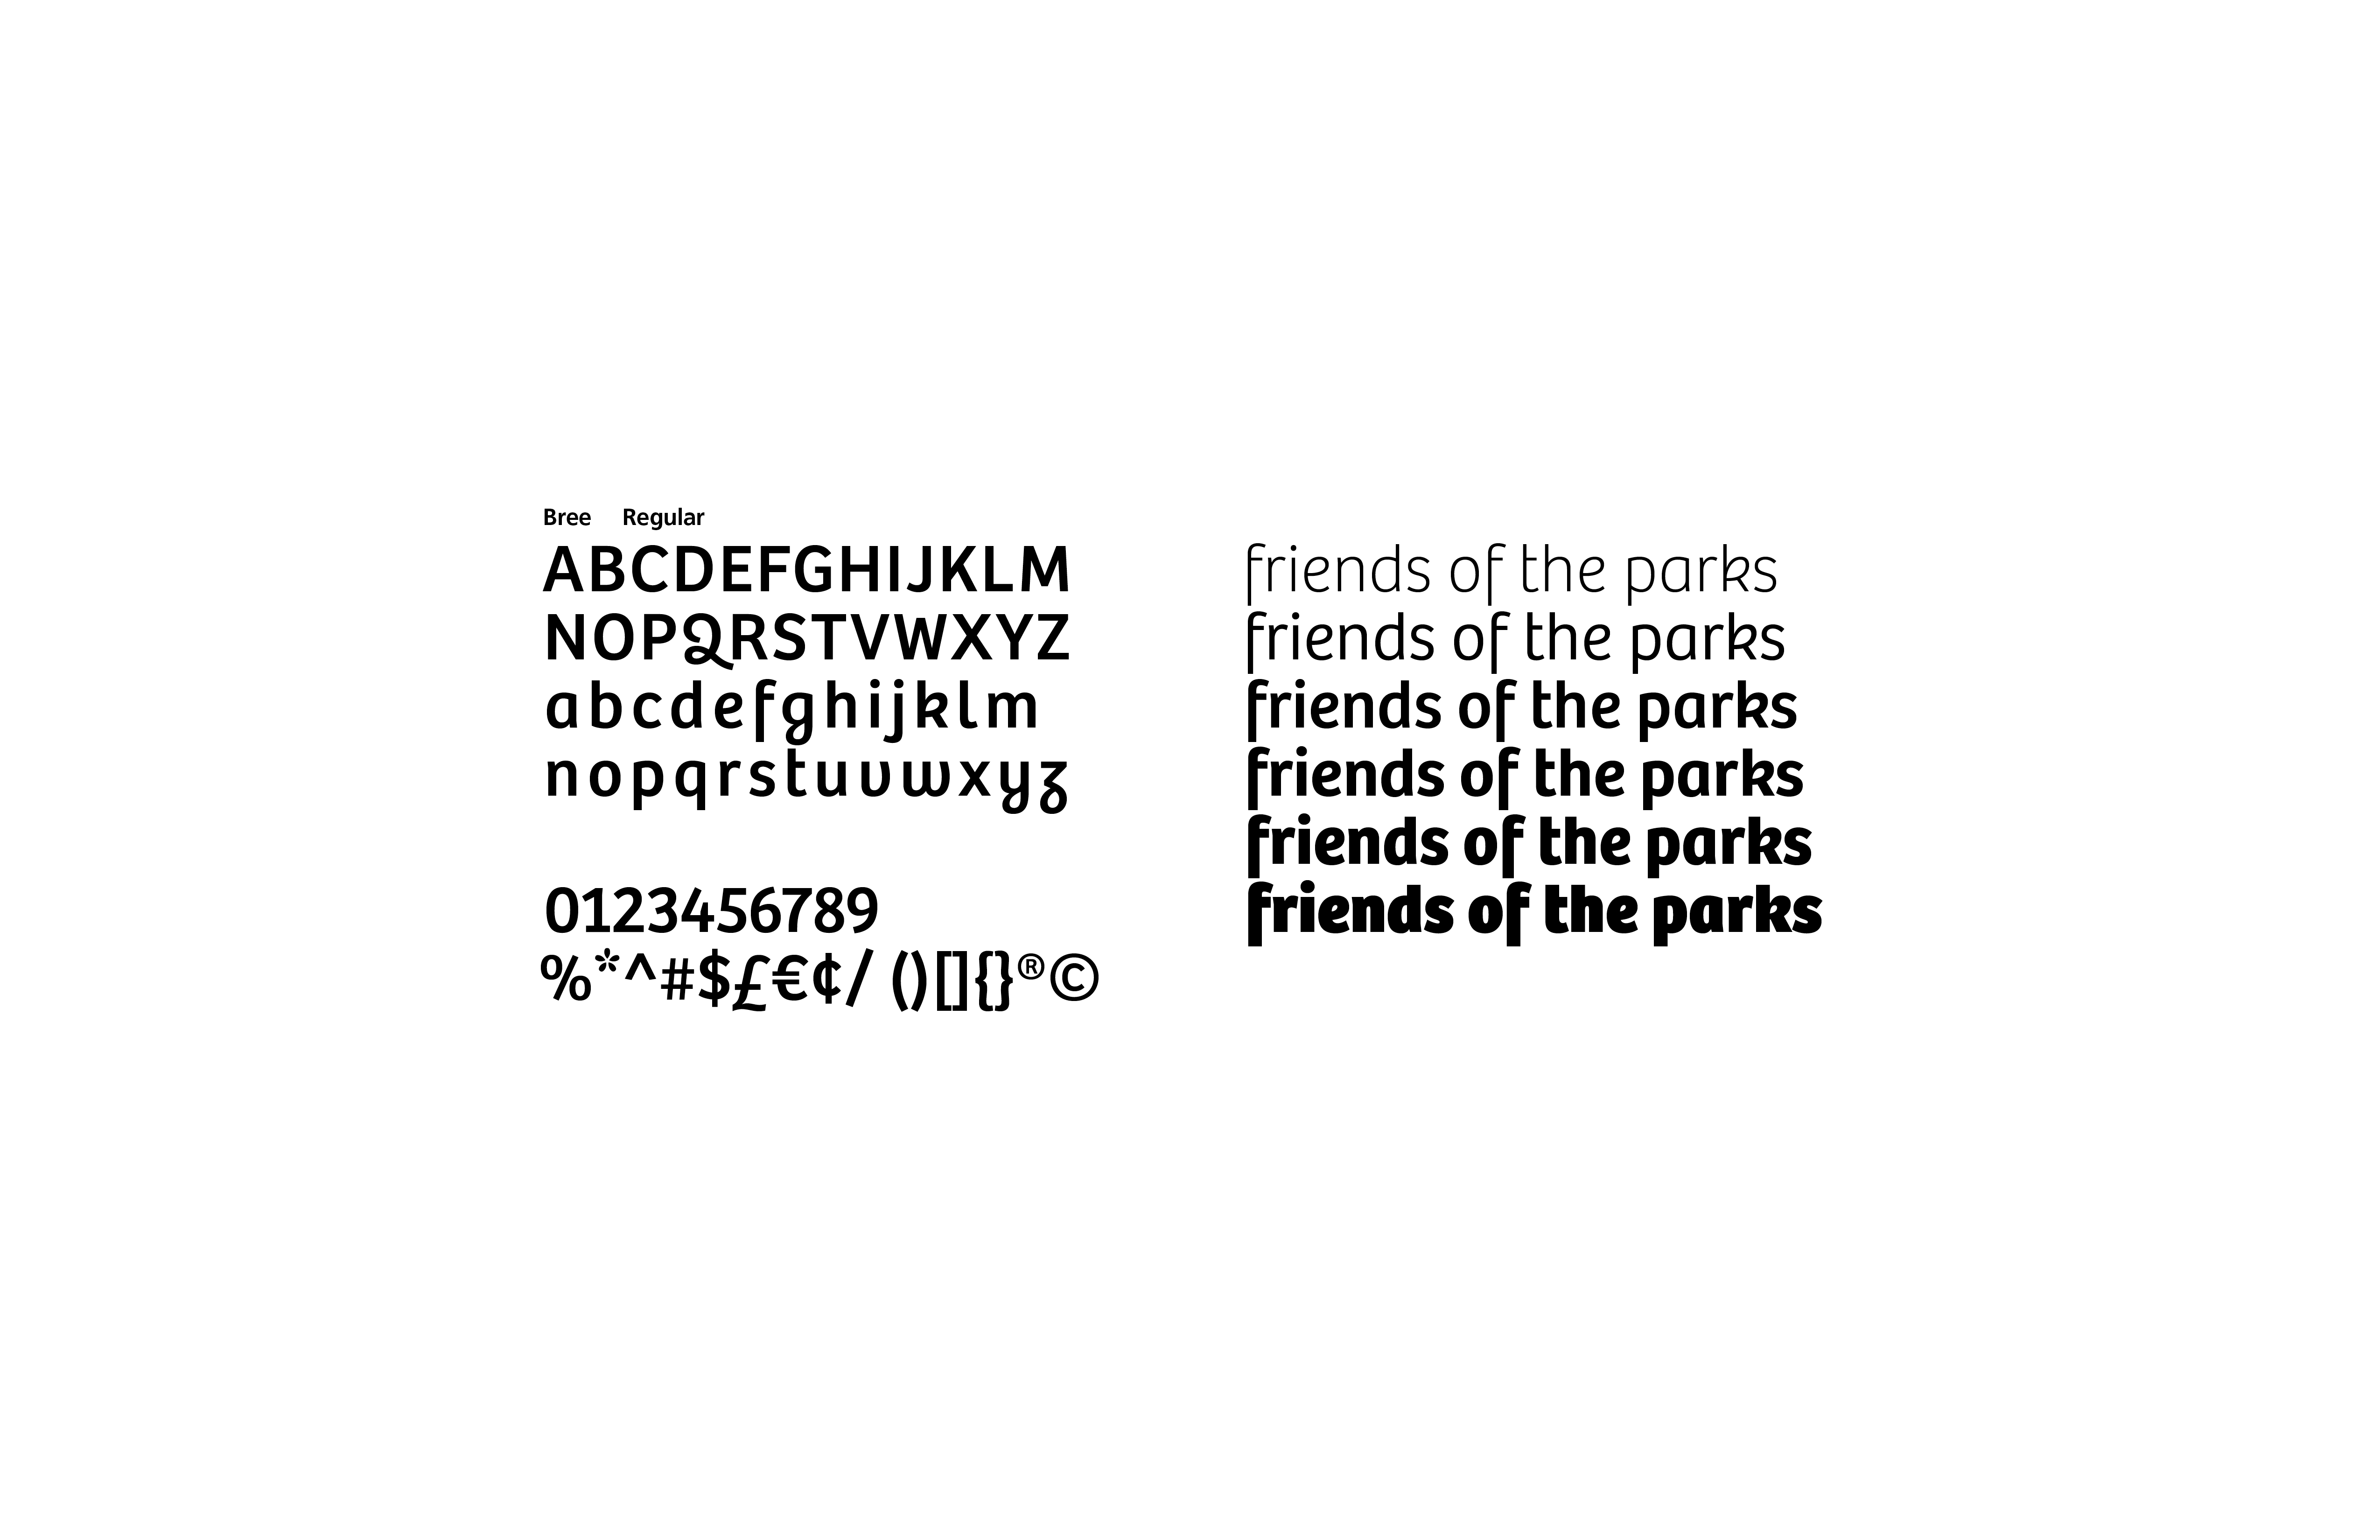 Bree Regular
ABCDEFGHIJKLM
NOPQRSTVWXYZ
abcdefghijklm
nopqrstuvwxyz
0123456789
%*^#$£€¢/ ()[]{}®©
friends of the parks
friends of the parks
friends of the parks
friends of the parks
friends of the parks
friends of the parks